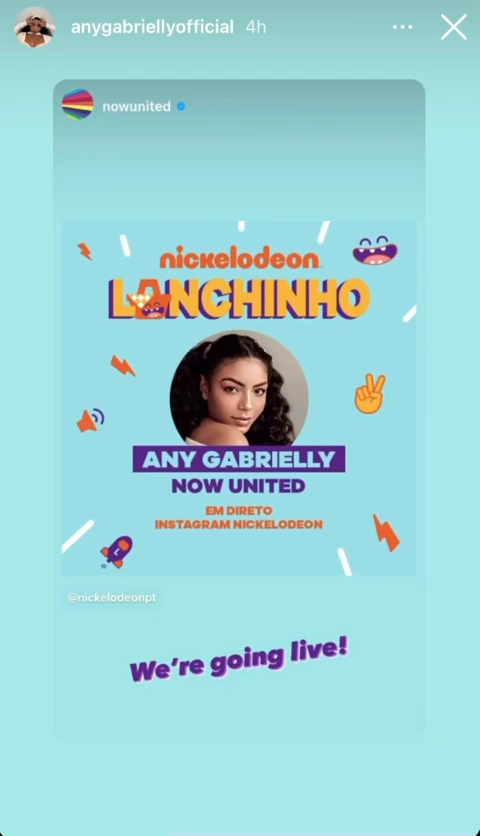 anygabriellyofficial 4h
nowunited
nickelodeon
LANCHINHO
ANY GABRIELLY
NOW UNITED
EM DIRETO
INSTAGRAM NICKELODEON
L
@nickelodeonpt
We're going live!